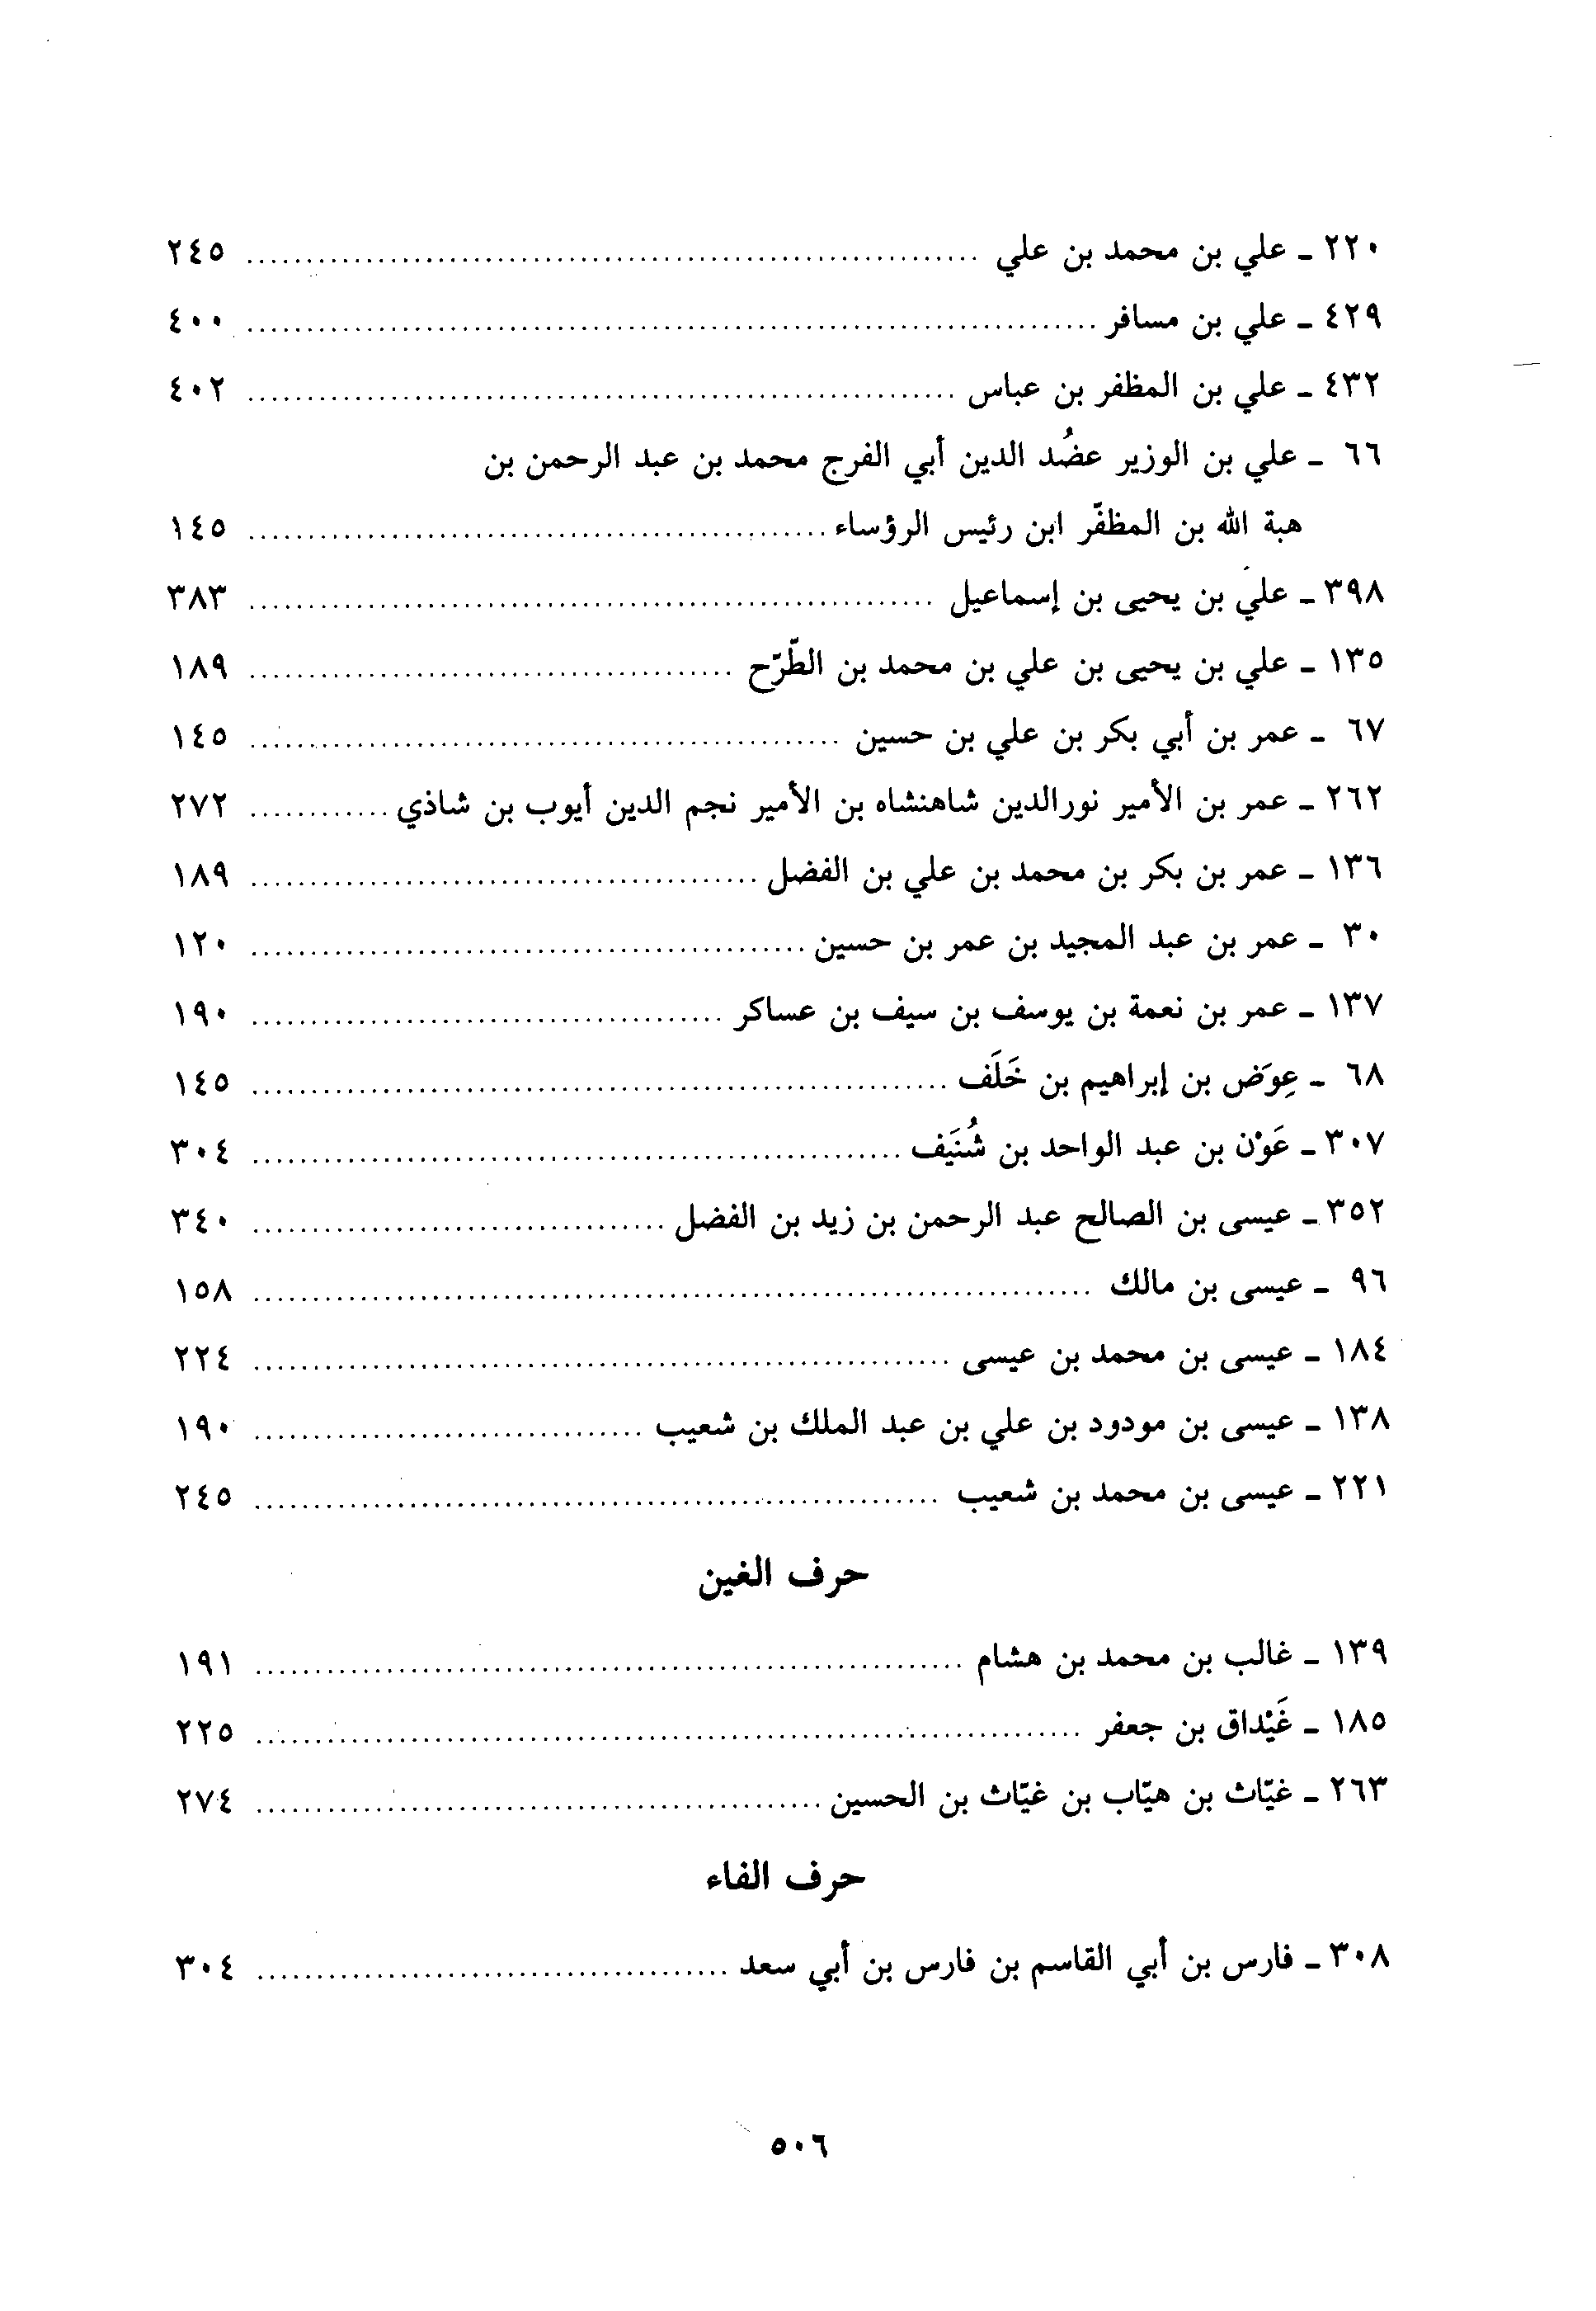 ٢٢٠ - علي بن محمد بن علي ........ ٢٤٥
٤٢٩ - علي بن مسافر ........ ٤٠٠
٤٣٢ - علي بن المظفر بن عباس ........ ٤٠٢
٦٦ - علي بن الوزير عضُد الدين أبي الفرج محمد بن عبد الرحمن بن
هبة الله بن المظفّر ابن رئيس الرؤساء ........ ١٤٥
٣٩٨ - علي بن يحيى بن إسماعيل ........ ٣٨٣
١٣٥ - علي بن يحيى بن علي بن محمد بن الطّرّح ........ ١٨٩
٦٧ - عمر بن أبي بكر بن علي بن حسين ........ ١٤٥
٢٦٢ - عمر بن الأمير نورالدين شاهنشاه بن الأمير نجم الدين أيوب بن شاذي ........ ٢٧٢
١٣٦ - عمر بن بكر بن محمد بن علي بن الفضل ........ ١٨٩
٣٠ - عمر بن عبد المجيد بن عمر بن حسين ........ ١٢٠
١٣٧ - عمر بن نعمة بن يوسف بن سيف بن عساكر ........ ١٩٠
٦٨ - عِوَض بن إبراهيم بن خَلَف ........ ١٤٥
٣٠٧ - عَوْن بن عبد الواحد بن شُنَيَف ........ ٣٠٤
٣٥٢ - عيسى بن الصالح عبد الرحمن بن زيد بن الفضل ........ ٣٤٠
٩٦ - عيسى بن مالك ........ ١٥٨
١٨٤ - عيسى بن محمد بن عيسى ........ ٢٢٤
١٣٨ - عيسى بن مودود بن علي بن عبد الملك بن شعيب ........ ١٩٠
٢٢١ - عيسى بن محمد بن شعيب ........ ٢٤٥
حرف الغين
١٣٩ - غالب بن محمد بن هشام ........ ١٩١
١٨٥ - غَيْداق بن جعفر ........ ٢٢٥
٢٦٣ - غيّاث بن هيّاب بن غيّاث بن الحسين ........ ٢٧٤
حرف الفاء
٣٠٨ - فارس بن أبي القاسم بن فارس بن أبي سعد ........ ٣٠٤
٥٠٦